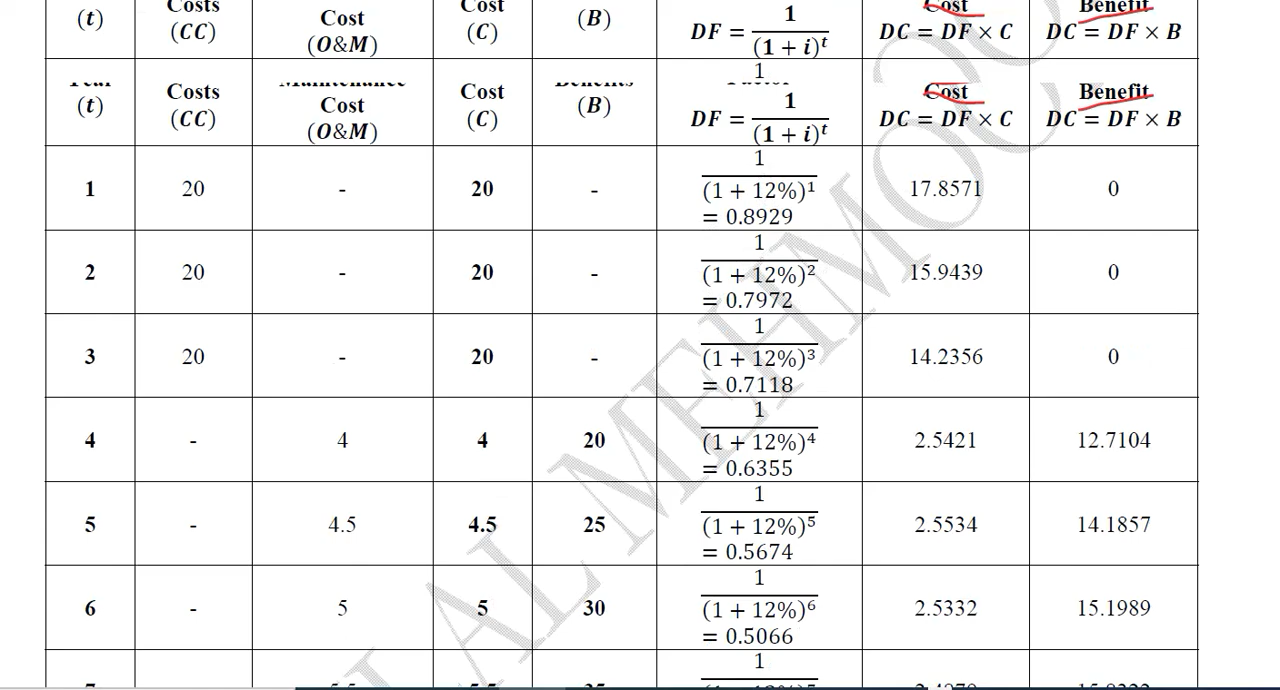 (t) Costs (CC) Cost (O&M) Cost (C) (B) DF = 1 / (1 + i)^t Cost DC = DF × C Benefit DC = DF × B
1
Year (t) Costs (CC) Maintenance Cost (O&M) Cost (C) Benefits (B) Factor DF = 1 / (1 + i)^t Cost DC = DF × C Benefit DC = DF × B
1 20 - 20 - 1 / (1 + 12%)^1 = 0.8929 17.8571 0
2 20 - 20 - 1 / (1 + 12%)^2 = 0.7972 15.9439 0
3 20 - 20 - 1 / (1 + 12%)^3 = 0.7118 14.2356 0
4 - 4 4 20 1 / (1 + 12%)^4 = 0.6355 2.5421 12.7104
5 - 4.5 4.5 25 1 / (1 + 12%)^5 = 0.5674 2.5534 14.1857
6 - 5 5 30 1 / (1 + 12%)^6 = 0.5066 2.5332 15.1989
1